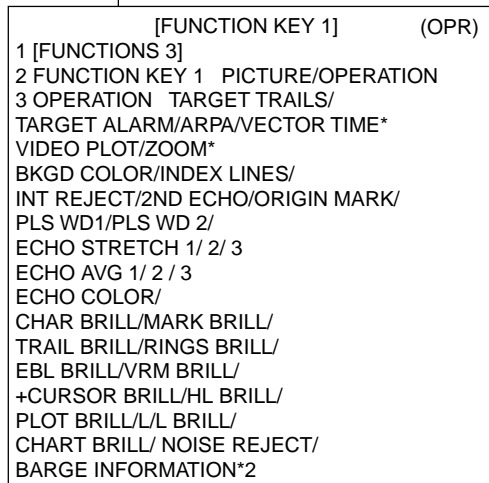 [FUNCTION KEY 1] (OPR)
1 [FUNCTIONS 3]
2 FUNCTION KEY 1 PICTURE/OPERATION
3 OPERATION TARGET TRAILS/
TARGET ALARM/ARPA/VECTOR TIME*
VIDEO PLOT/ZOOM*
BKGD COLOR/INDEX LINES/
INT REJECT/2ND ECHO/ORIGIN MARK/
PLS WD1/PLS WD 2/
ECHO STRETCH 1/ 2/ 3
ECHO AVG 1/ 2 / 3
ECHO COLOR/
CHAR BRILL/MARK BRILL/
TRAIL BRILL/RINGS BRILL/
EBL BRILL/VRM BRILL/
+CURSOR BRILL/HL BRILL/
PLOT BRILL/L/L BRILL/
CHART BRILL/ NOISE REJECT/
BARGE INFORMATION*2